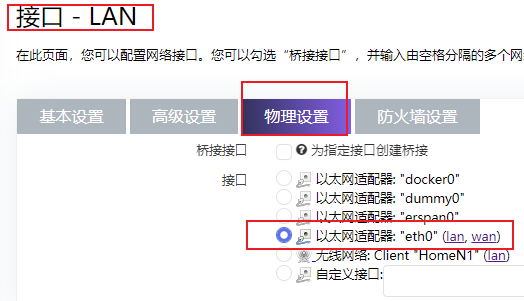 接口 - LAN
在此页面，您可以配置网络接口。您可以勾选“桥接接口”，并输入由空格分隔的多个网
基本设置 高级设置 物理设置 防火墙设置
桥接接口 为指定接口创建桥接
接口 以太网适配器: "docker0"
以太网适配器: "dummy0"
以太网适配器: "erspan0"
以太网适配器: "eth0" (lan, wan)
无线网络: Client "HomeN1" (lan)
自定义接口: